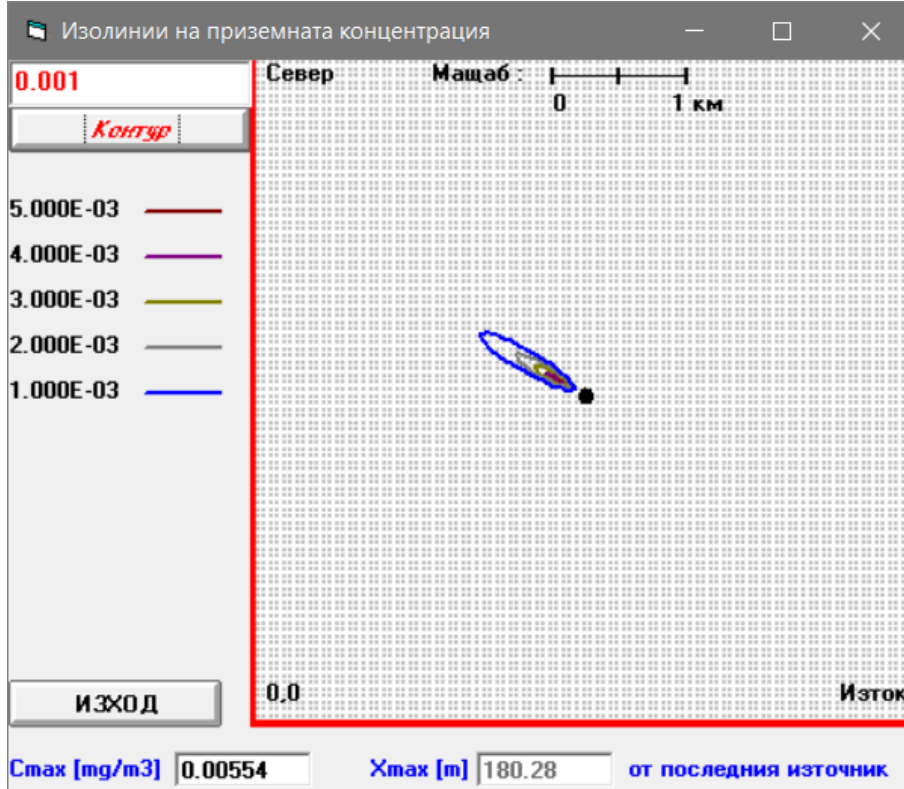 Изолинии на приземната концентрация
0.001
Контур
Север
Мащаб :
0 1 км
5.000E-03
4.000E-03
3.000E-03
2.000E-03
1.000E-03
0,0
Изток
ИЗХОД
Cmax [mg/m3] 0.00554 Xmax [m] 180.28 от последния източник